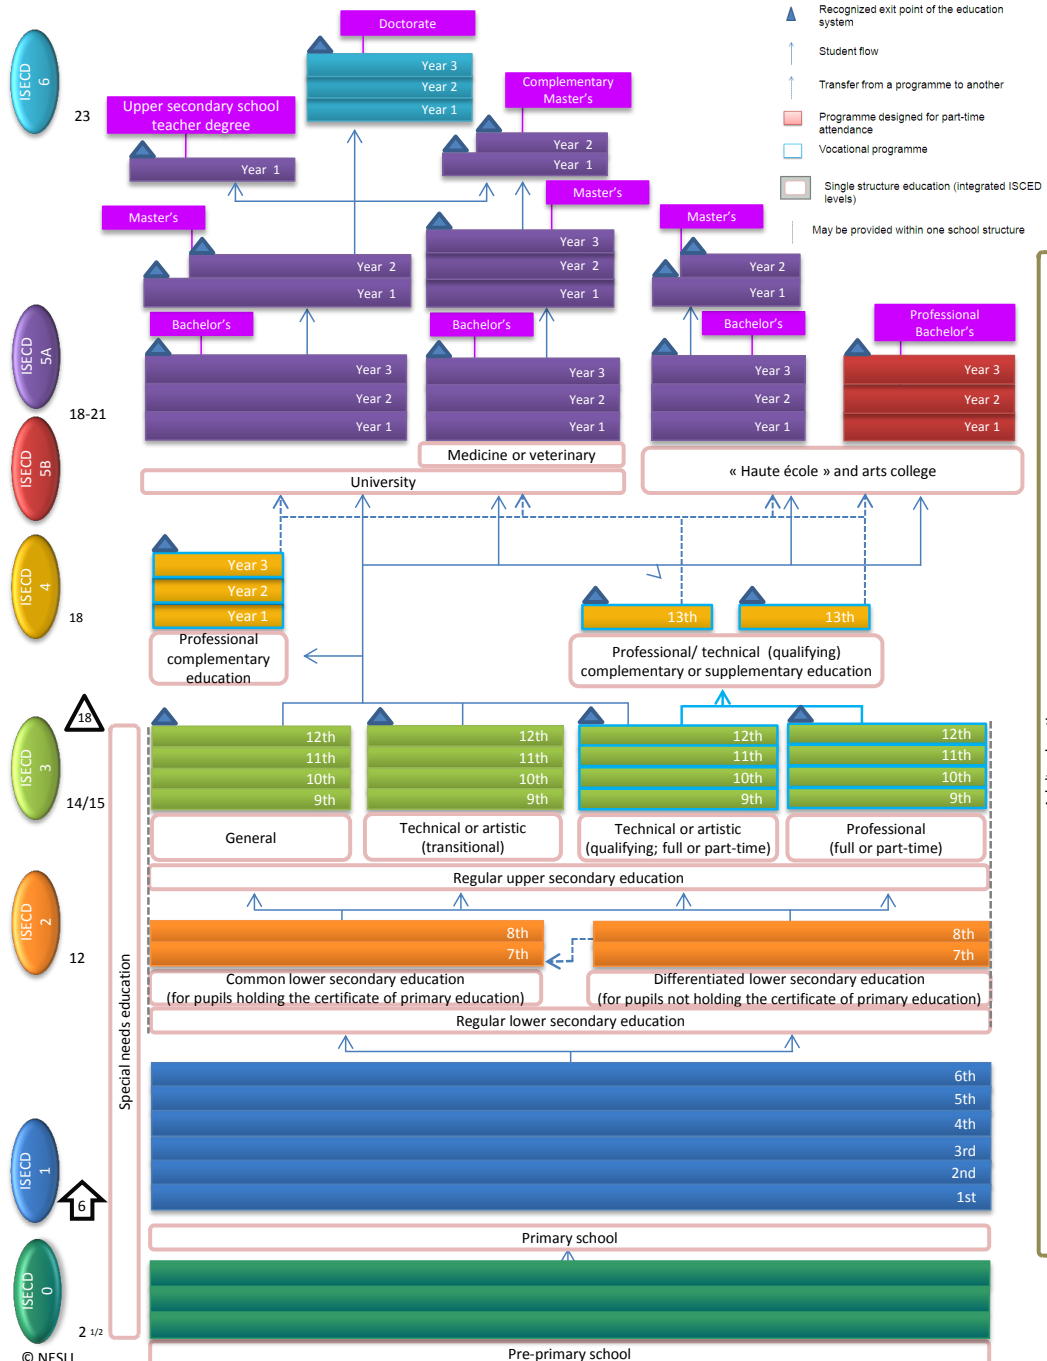 Recognized exit point of the education
system
Student flow
Transfer from a programme to another
Programme designed for part-time
attendance
Vocational programme
Single structure education (integrated ISCED
levels)
May be provided within one school structure
ISECD
6
23
Doctorate
Year 3
Year 2
Year 1
Upper secondary school
teacher degree
Year 1
Complementary
Master's
Year 2
Year 1
Master's
Year 2
Year 1
Master's
Year 3
Year 2
Year 1
Master's
Year 2
Year 1
ISECD
5A
18-21
ISECD
5B
Bachelor's
Year 3
Year 2
Year 1
Bachelor's
Year 3
Year 2
Year 1
Bachelor's
Year 3
Year 2
Year 1
Professional
Bachelor's
Year 3
Year 2
Year 1
Medicine or veterinary
University
« Haute école » and arts college
ISECD
4
18
Year 3
Year 2
Year 1
Professional
complementary
education
13th
13th
Professional/ technical (qualifying)
complementary or supplementary education
18
ISECD
3
14/15
12th
11th
10th
9th
General
12th
11th
10th
9th
Technical or artistic
(transitional)
12th
11th
10th
9th
Technical or artistic
(qualifying; full or part-time)
12th
11th
10th
9th
Professional
(full or part-time)
Regular upper secondary education
ISECD
2
12
8th
7th
Common lower secondary education
(for pupils holding the certificate of primary education)
8th
7th
Differentiated lower secondary education
(for pupils not holding the certificate of primary education)
Regular lower secondary education
Special needs education
ISECD
1
6
6th
5th
4th
3rd
2nd
1st
Primary school
ISECD
0
2 1/2
Pre-primary school
© NESLI